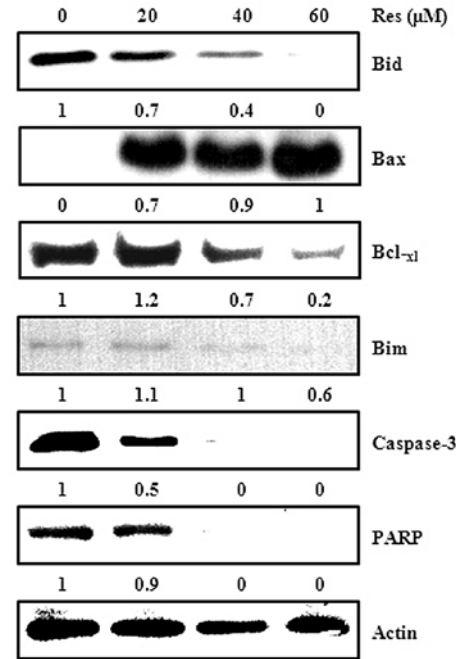 0 20 40 60 Res (µM)
Bid
1 0.7 0.4 0
Bax
0 0.7 0.9 1
Bcl-xl
1 1.2 0.7 0.2
Bim
1 1.1 1 0.6
Caspase-3
1 0.5 0 0
PARP
1 0.9 0 0
Actin